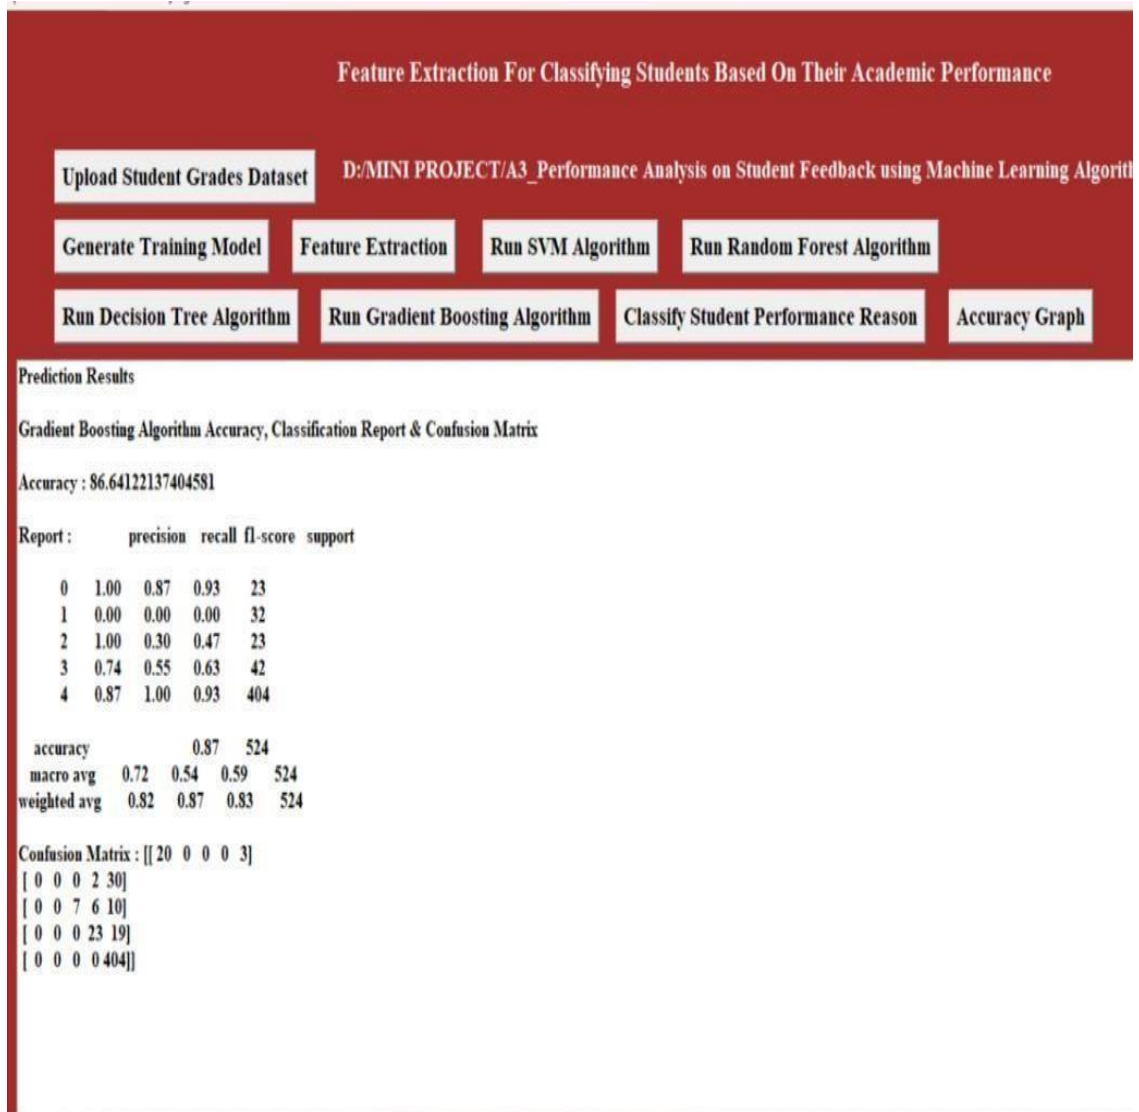 Feature Extraction For Classifying Students Based On Their Academic Performance
Upload Student Grades Dataset D:/MINI PROJECT/A3_Performance Analysis on Student Feedback using Machine Learning Algorith
Generate Training Model Feature Extraction Run SVM Algorithm Run Random Forest Algorithm
Run Decision Tree Algorithm Run Gradient Boosting Algorithm Classify Student Performance Reason Accuracy Graph
Prediction Results
Gradient Boosting Algorithm Accuracy, Classification Report & Confusion Matrix
Accuracy : 86.64122137404581
Report : precision recall f1-score support
0 1.00 0.87 0.93 23
1 0.00 0.00 0.00 32
2 1.00 0.30 0.47 23
3 0.74 0.55 0.63 42
4 0.87 1.00 0.93 404
accuracy 0.87 524
macro avg 0.72 0.54 0.59 524
weighted avg 0.82 0.87 0.83 524
Confusion Matrix : [[ 20 0 0 0 3]
[ 0 0 0 2 30]
[ 0 0 7 6 10]
[ 0 0 0 23 19]
[ 0 0 0 0 404]]